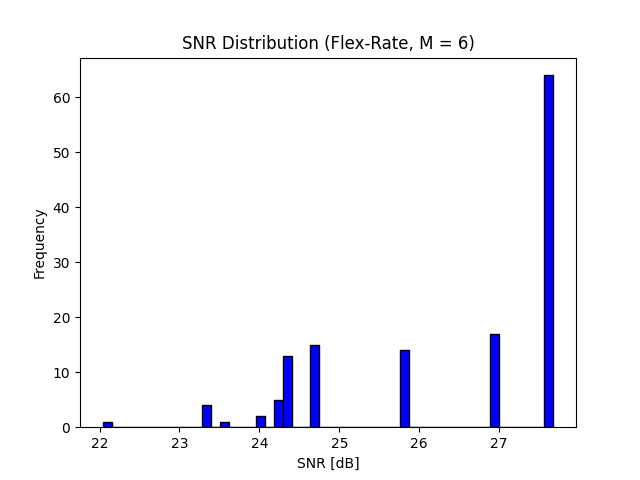 SNR Distribution (Flex-Rate, M = 6)
60
50
40
30
20
10
0
Frequency
22 23 24 25 26 27
SNR [dB]